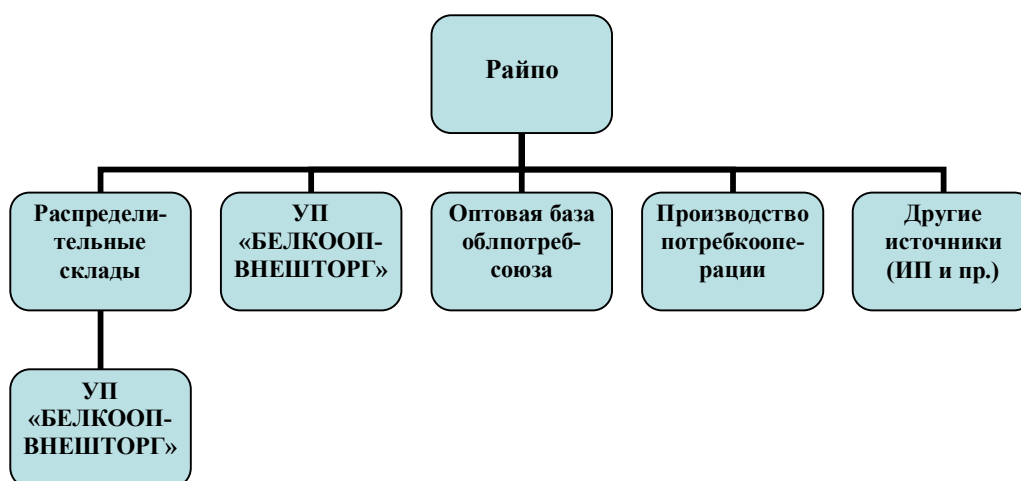 Райпо
Распредели-
тельные
склады
УП
«БЕЛКООП-
ВНЕШТОРГ»
Оптовая база
облпотреб-
союза
Производство
потребкоопе-
рации
Другие
источники
(ИП и пр.)
УП
«БЕЛКООП-
ВНЕШТОРГ»